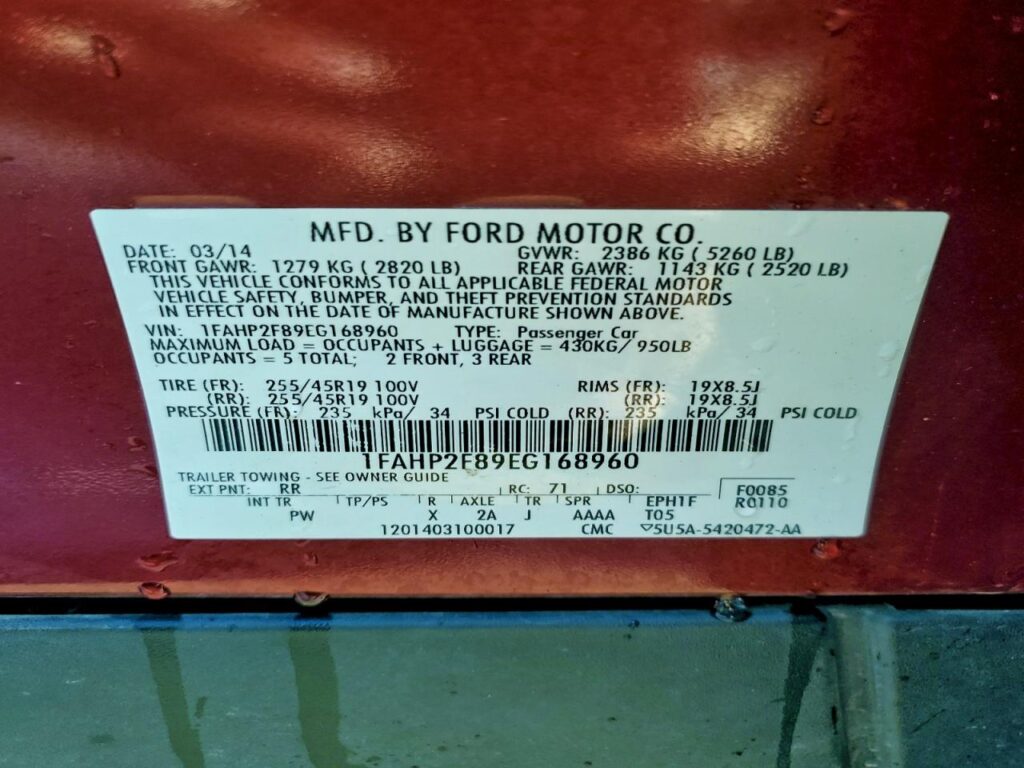 MFD. BY FORD MOTOR CO.
DATE: 03/14 GVWR: 2386 KG ( 5260 LB)
FRONT GAWR: 1279 KG ( 2820 LB) REAR GAWR: 1143 KG ( 2520 LB)
THIS VEHICLE CONFORMS TO ALL APPLICABLE FEDERAL MOTOR
VEHICLE SAFETY, BUMPER, AND THEFT PREVENTION STANDARDS
IN EFFECT ON THE DATE OF MANUFACTURE SHOWN ABOVE.
VIN: 1FAHP2F89EG168960 TYPE: Passenger Car
MAXIMUM LOAD = OCCUPANTS + LUGGAGE = 430KG/ 950LB
OCCUPANTS = 5 TOTAL; 2 FRONT, 3 REAR
TIRE (FR): 255/45R19 100V RIMS (FR): 19X8.5J
(RR): 255/45R19 100V (RR): 19X8.5J
PRESSURE (FR): 235 kPa/ 34 PSI COLD (RR): 235 kPa/ 34 PSI COLD
1FAHP2F89EG168960
TRAILER TOWING - SEE OWNER GUIDE
EXT PNT: RR RC: 71 DSO: F0085
INT TR TP/PS R AXLE TR SPR EPH1F R0110
PW X 2A J AAAA T05
1201403100017 CMC ▽5U5A-5420472-AA